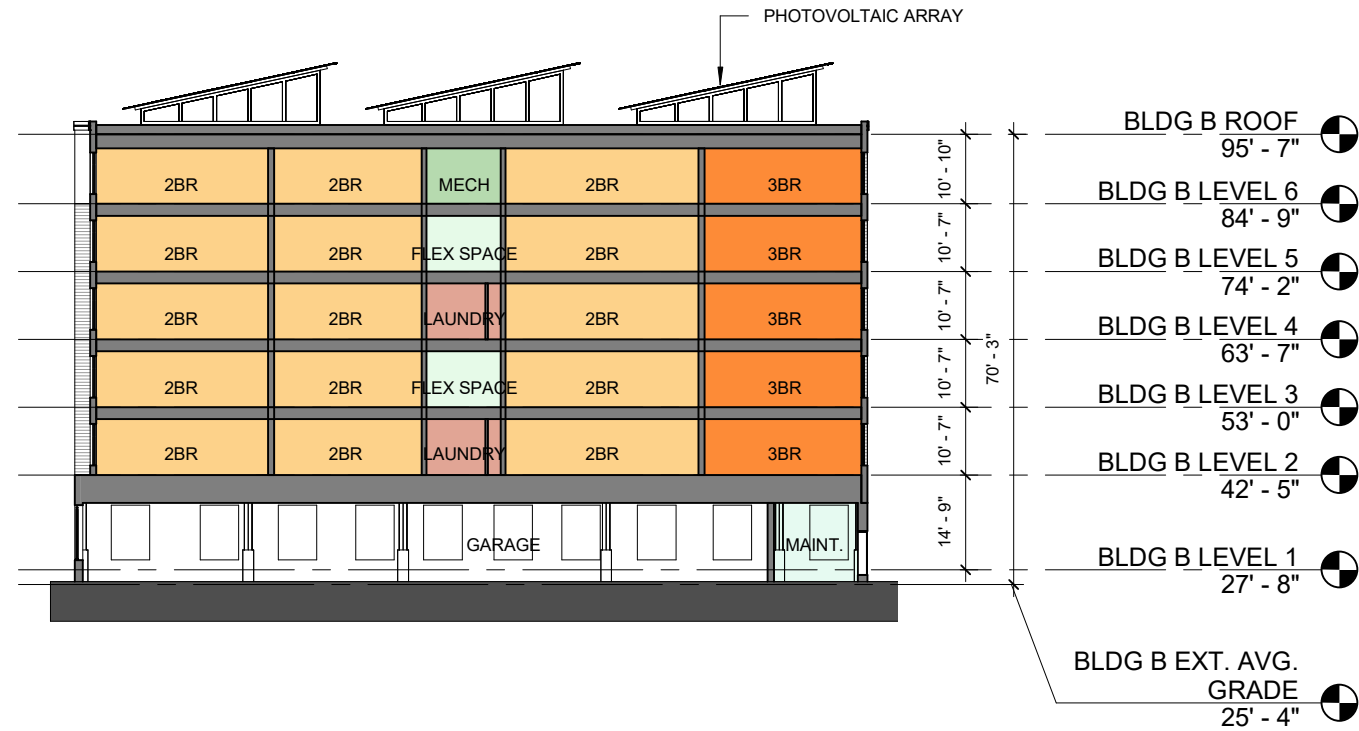 PHOTOVOLTAIC ARRAY
BLDG B ROOF
95' - 7"
10' - 10"
2BR
2BR
MECH
2BR
3BR
BLDG B LEVEL 6
84' - 9"
10' - 7"
2BR
2BR
FLEX SPACE
2BR
3BR
BLDG B LEVEL 5
74' - 2"
10' - 7"
2BR
2BR
LAUNDRY
2BR
3BR
BLDG B LEVEL 4
63' - 7"
70' - 3"
10' - 7"
2BR
2BR
FLEX SPACE
2BR
3BR
BLDG B LEVEL 3
53' - 0"
10' - 7"
2BR
2BR
LAUNDRY
2BR
3BR
BLDG B LEVEL 2
42' - 5"
14' - 9"
GARAGE
MAINT.
BLDG B LEVEL 1
27' - 8"
BLDG B EXT. AVG.
GRADE
25' - 4"